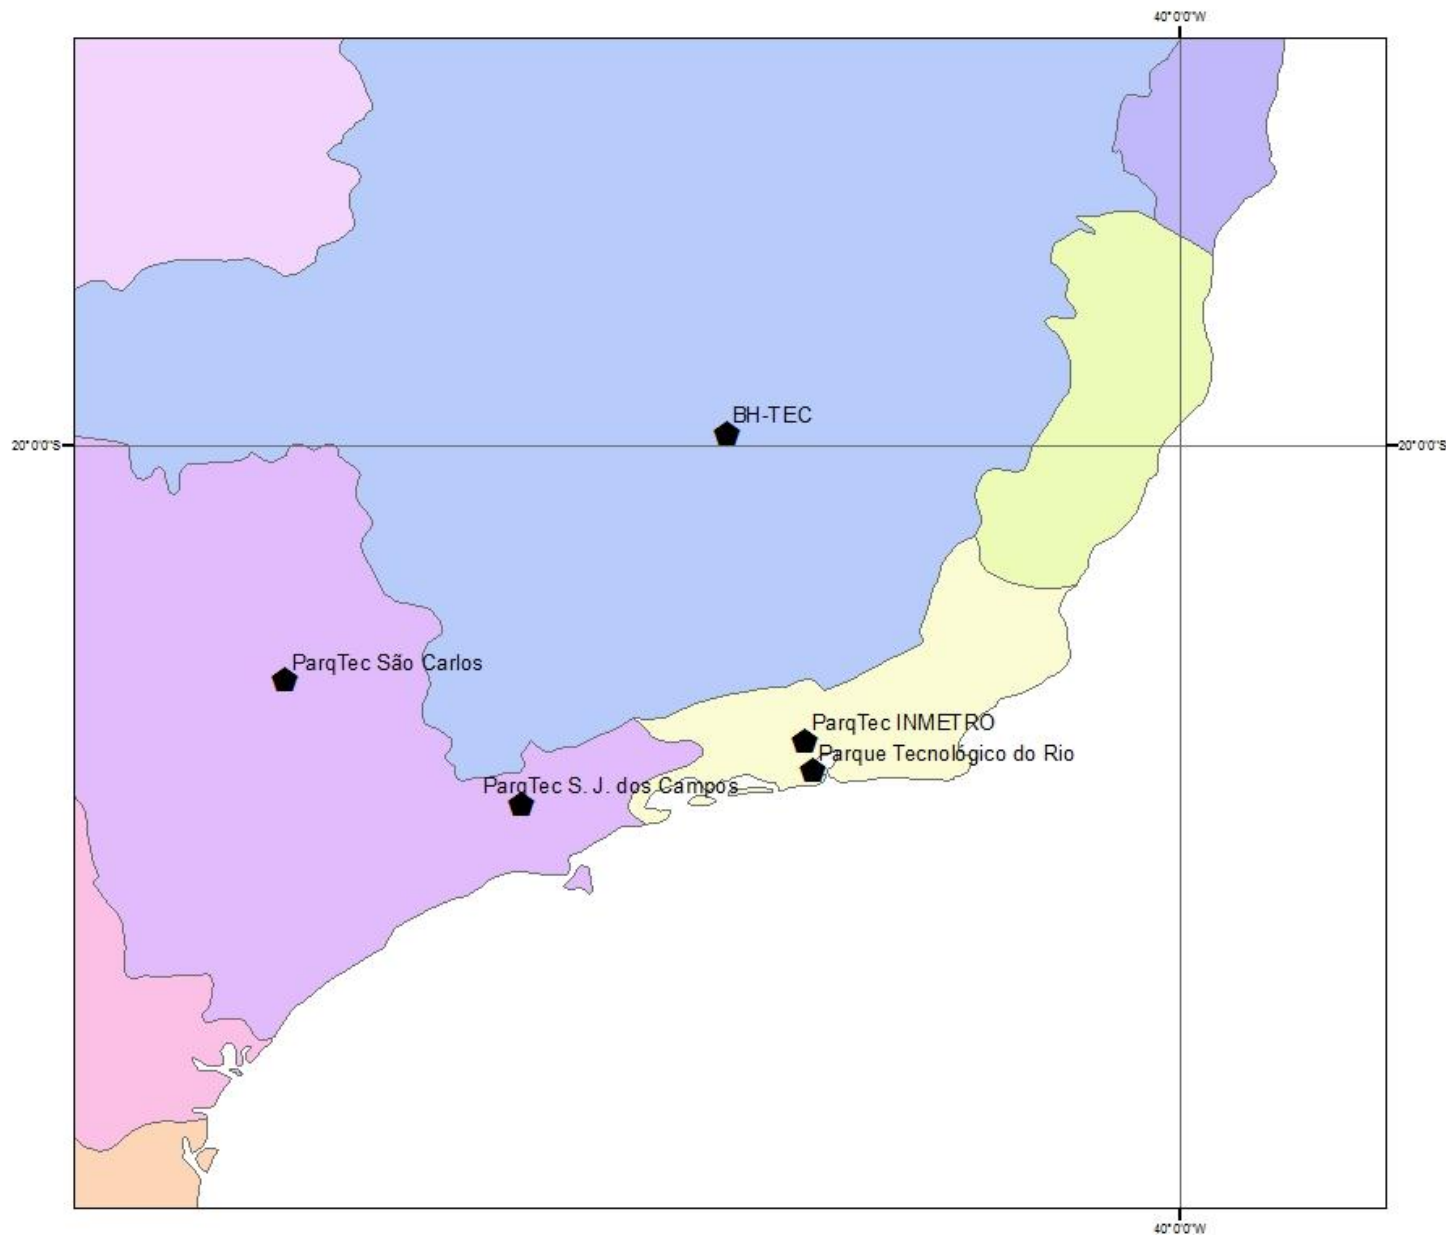 40°0'0"W
BH-TEC
20°0'0"S
20°0'0"S
ParqTec São Carlos
ParqTec INMETRO
Parque Tecnológico do Rio
ParqTec S. J. dos Campos
40°0'0"W